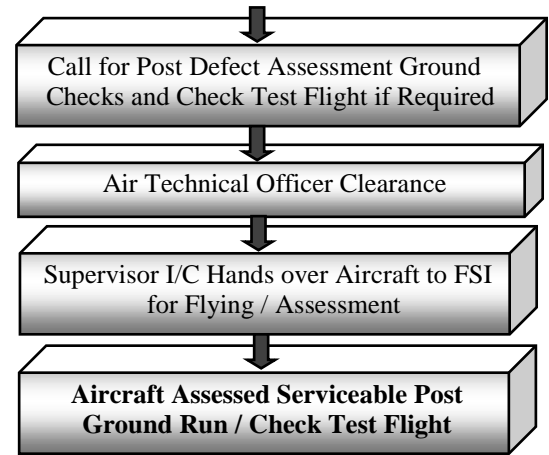 Call for Post Defect Assessment Ground
Checks and Check Test Flight if Required
Air Technical Officer Clearance
Supervisor I/C Hands over Aircraft to FSI
for Flying / Assessment
Aircraft Assessed Serviceable Post
Ground Run / Check Test Flight